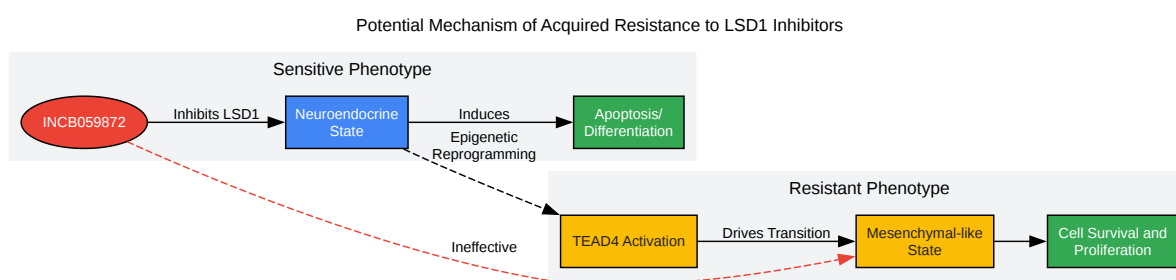 Potential Mechanism of Acquired Resistance to LSD1 Inhibitors
Sensitive Phenotype
INCB059872
Inhibits LSD1
Neuroendocrine
State
Induces
Apoptosis/
Differentiation
Epigenetic
Reprogramming
Resistant Phenotype
Ineffective
TEAD4 Activation
Drives Transition
Mesenchymal-like
State
Cell Survival and
Proliferation